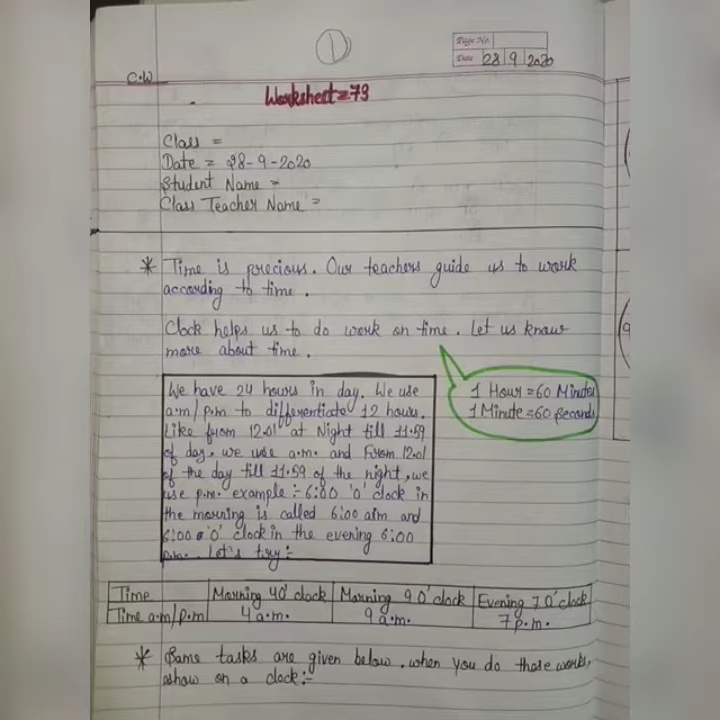 1
Page No.
Date 28 9 2020
C.W
Worksheet=73
Class =
Date = 28-9-2020
Student Name =
Class Teacher Name =
* Time is precious. Our teachers guide us to work
according to time.
Clock helps us to do work on time. Let us know
more about time.
We have 24 hours in day. We use
a.m/p.m to differentiate 12 hours.
Like from 12.01 at Night till 11.59
of day, we use a.m. and From 12.01
of the day till 11.59 of the night, we
use p.m. example :- 6:00 'o' clock in
the morning is called 6:00 a.m and
6:00 'o' clock in the evening 6:00
p.m. Let's try :-
1 Hour = 60 Minutes
1 Minute = 60 Seconds
Time Morning 4 0' clock Morning 9 0' clock Evening 7 0' clock
Time a.m/p.m 4 a.m. 9 a.m. 7 p.m.
* Some tasks are given below. when you do those works,
show on a clock:-